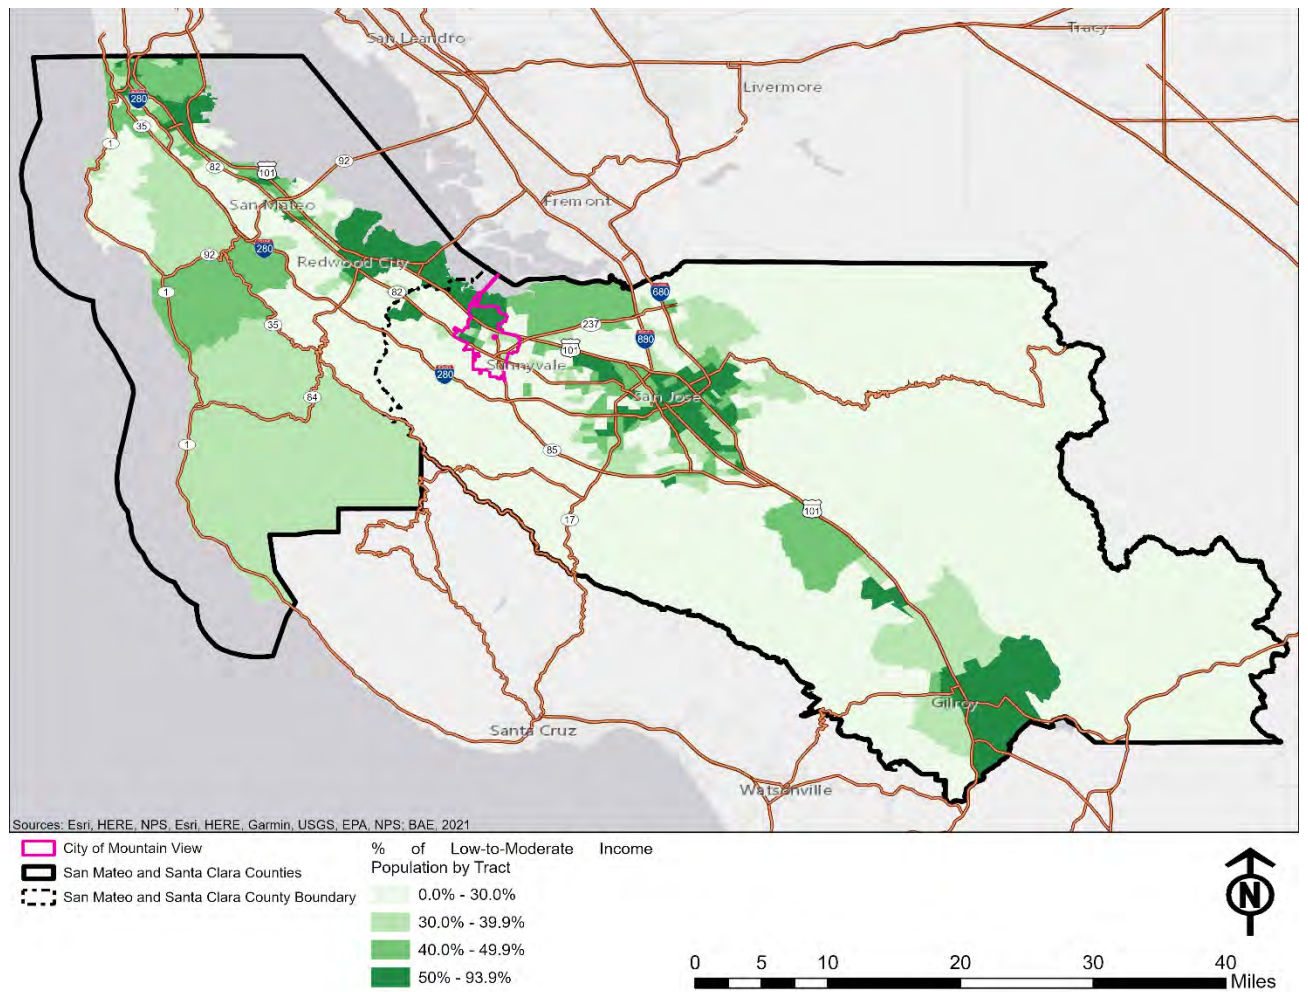 San Leandro
Tracy
Livermore
280
35
1
92
82
101
San Mateo
Fremont
92
280
Redwood City
1
82
680
35
237
880
101
Sunnyvale
280
San Jose
84
1
85
101
17
Gilroy
Santa Cruz
Watsonville
Sources: Esri, HERE, NPS, Esri, HERE, Garmin, USGS, EPA, NPS; BAE, 2021
City of Mountain View
San Mateo and Santa Clara Counties
San Mateo and Santa Clara County Boundary
% of Low-to-Moderate Income
Population by Tract
0.0% - 30.0%
30.0% - 39.9%
40.0% - 49.9%
50% - 93.9%
N
0 5 10 20 30 40
Miles